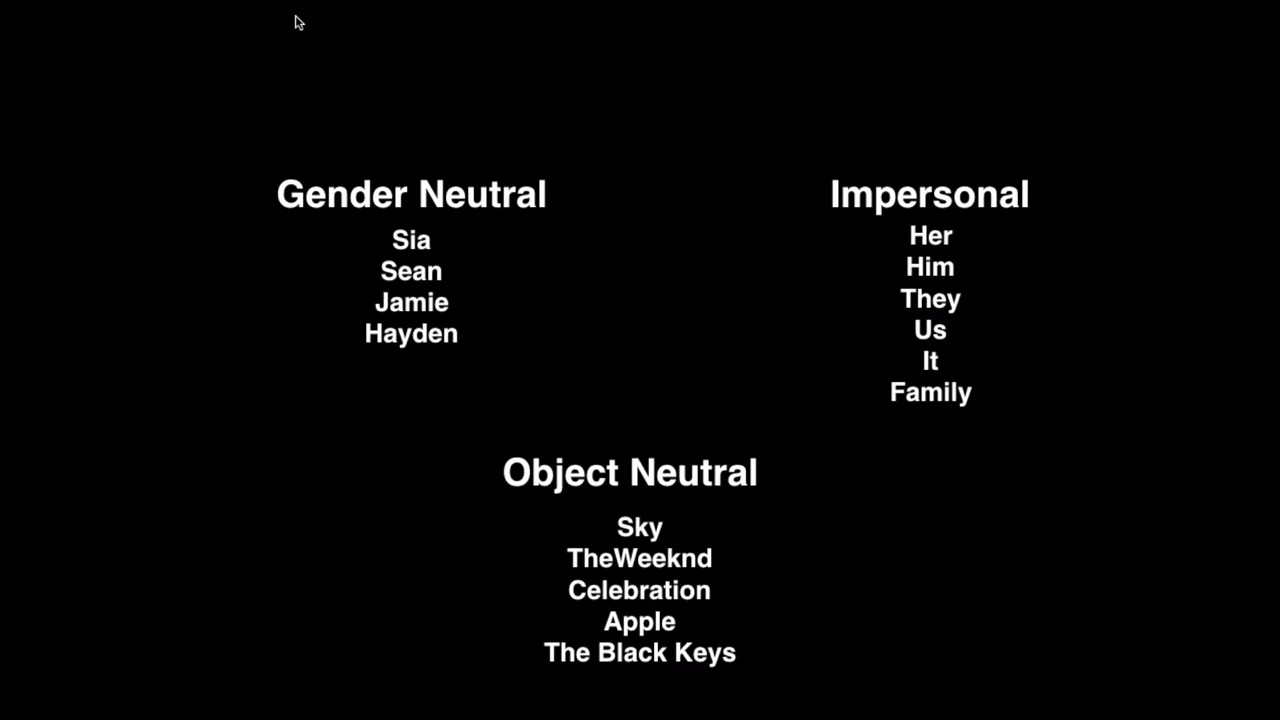 Gender Neutral
Sia
Sean
Jamie
Hayden
Impersonal
Her
Him
They
Us
It
Family
Object Neutral
Sky
TheWeeknd
Celebration
Apple
The Black Keys